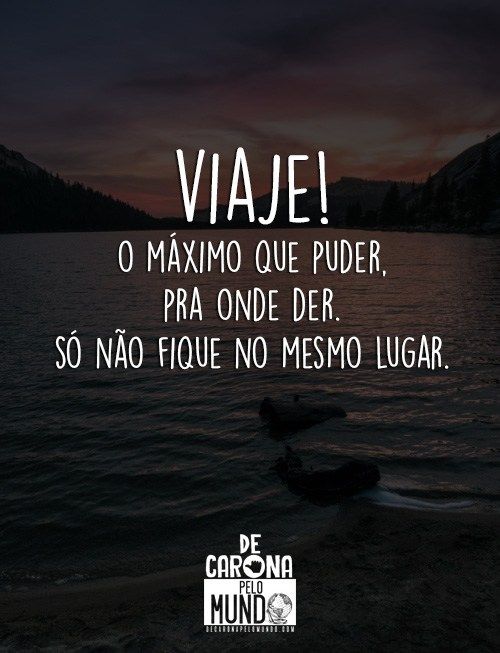 VIAJE!
O MÁXIMO QUE PUDER,
PRA ONDE DER.
SÓ NÃO FIQUE NO MESMO LUGAR.
DE
CARONA
PELO
MUNDO
DECARONAPELOMUNDO.COM